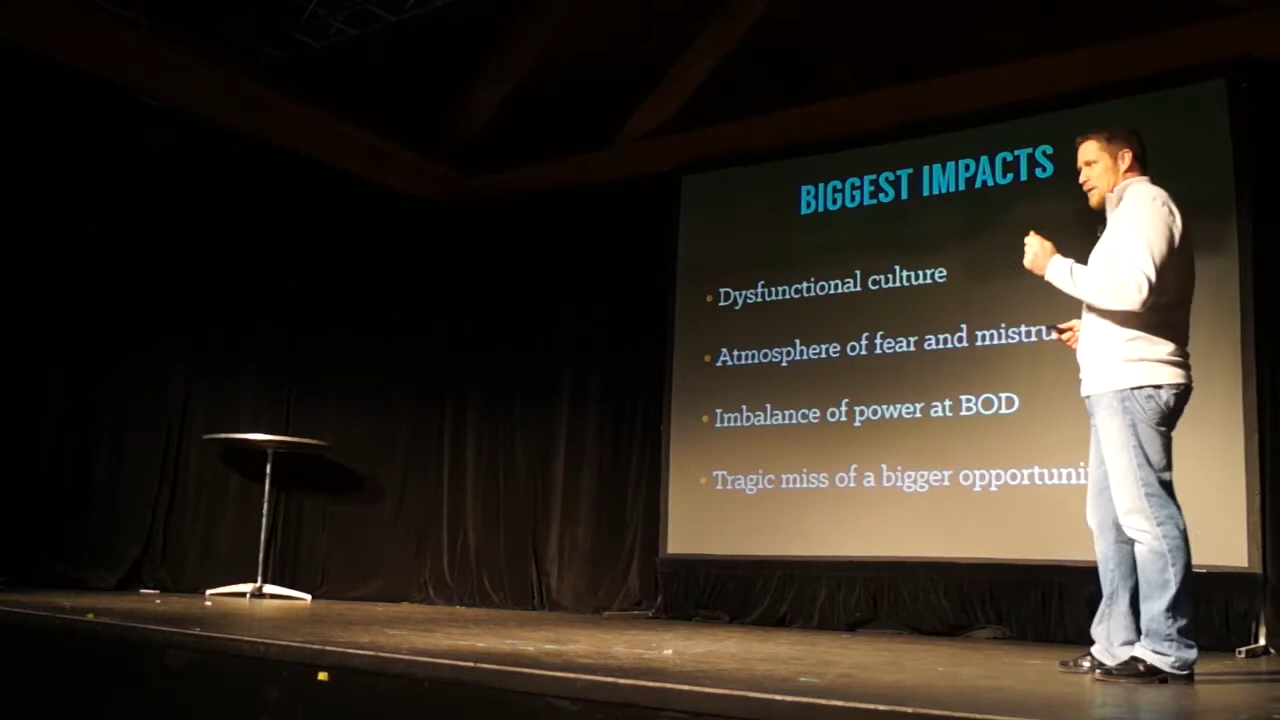 BIGGEST IMPACTS
• Dysfunctional culture
• Atmosphere of fear and mistru
• Imbalance of power at BOD
• Tragic miss of a bigger opportuni